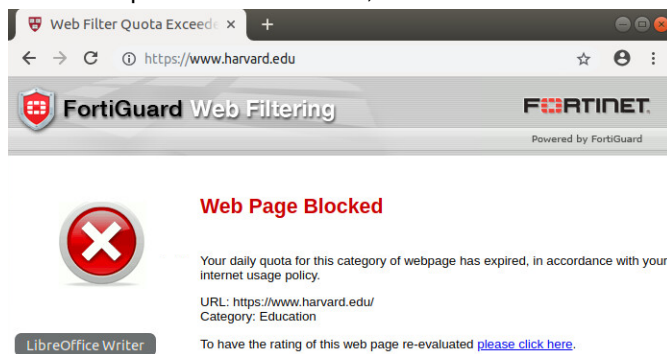 Web Filter Quota Exceede
https://www.harvard.edu
FortiGuard Web Filtering
FORTINET
Powered by FortiGuard
Web Page Blocked
Your daily quota for this category of webpage has expired, in accordance with your
internet usage policy.
URL: https://www.harvard.edu/
Category: Education
LibreOffice Writer
To have the rating of this web page re-evaluated please click here.